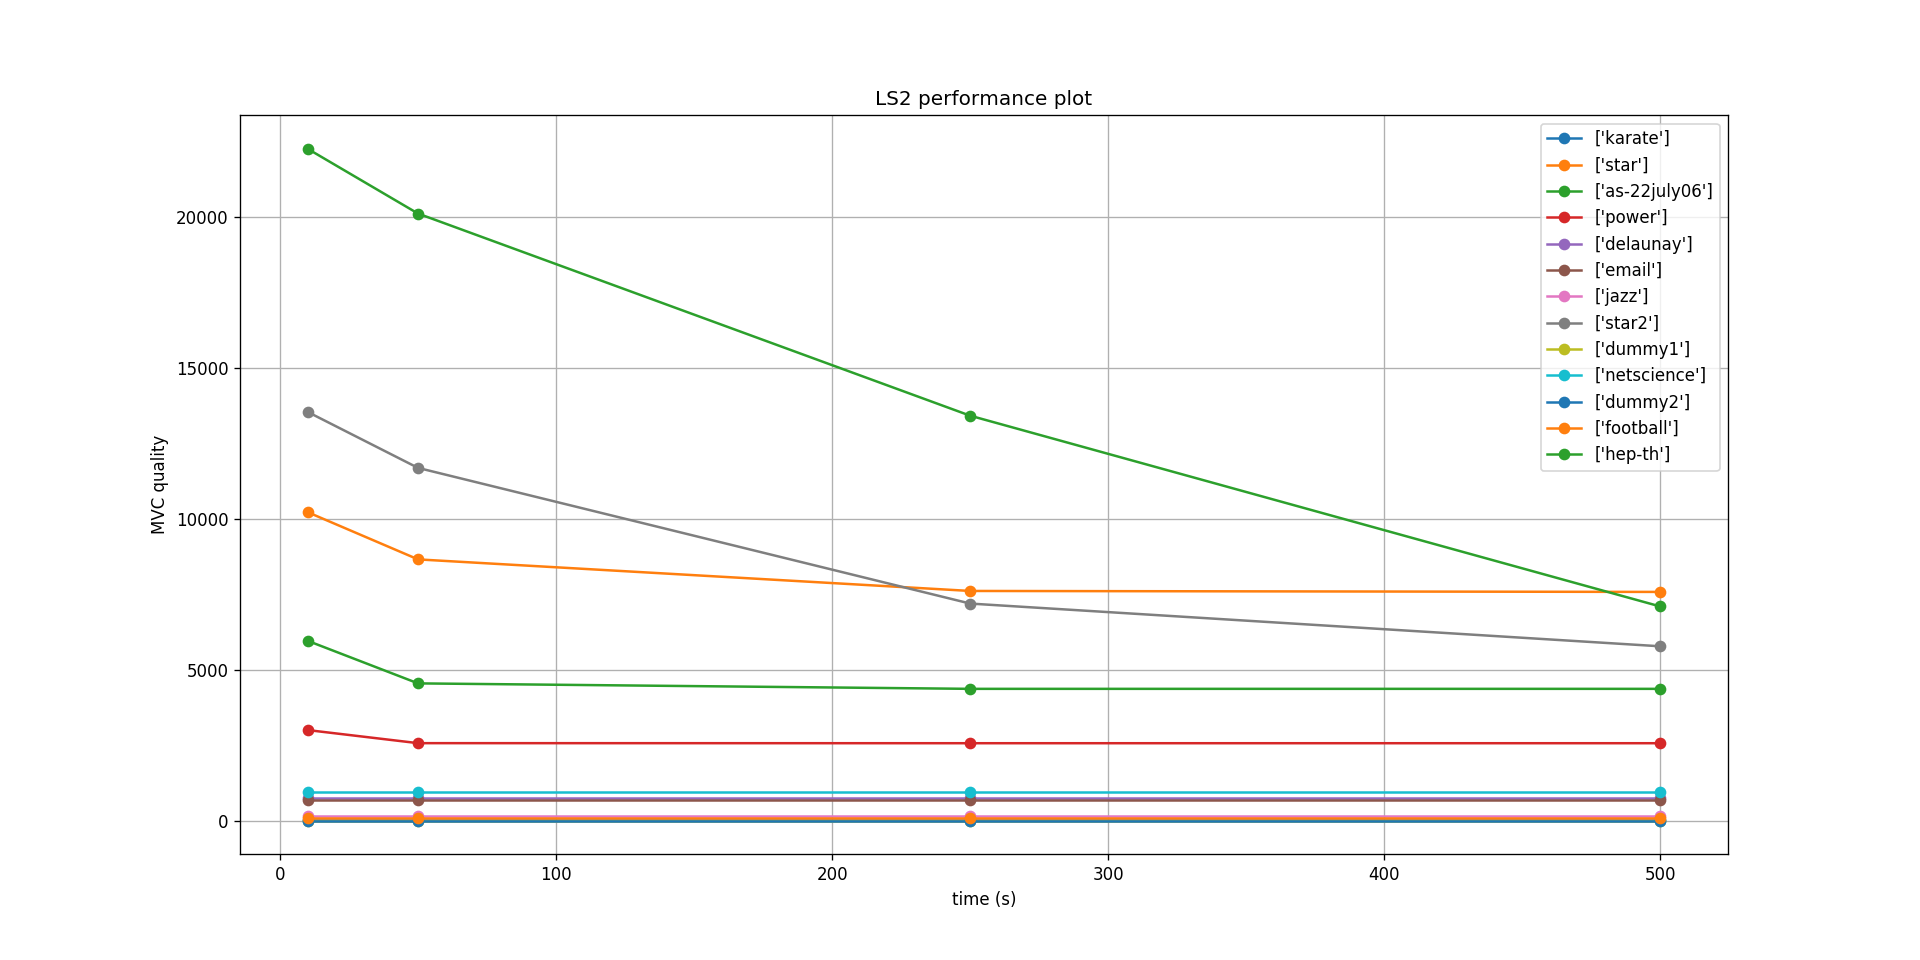 LS2 performance plot
['karate']
['star']
['as-22july06']
['power']
['delaunay']
['email']
['jazz']
['star2']
['dummy1']
['netscience']
['dummy2']
['football']
['hep-th']
MVC quality
20000
15000
10000
5000
0
0 100 200 300 400 500
time (s)